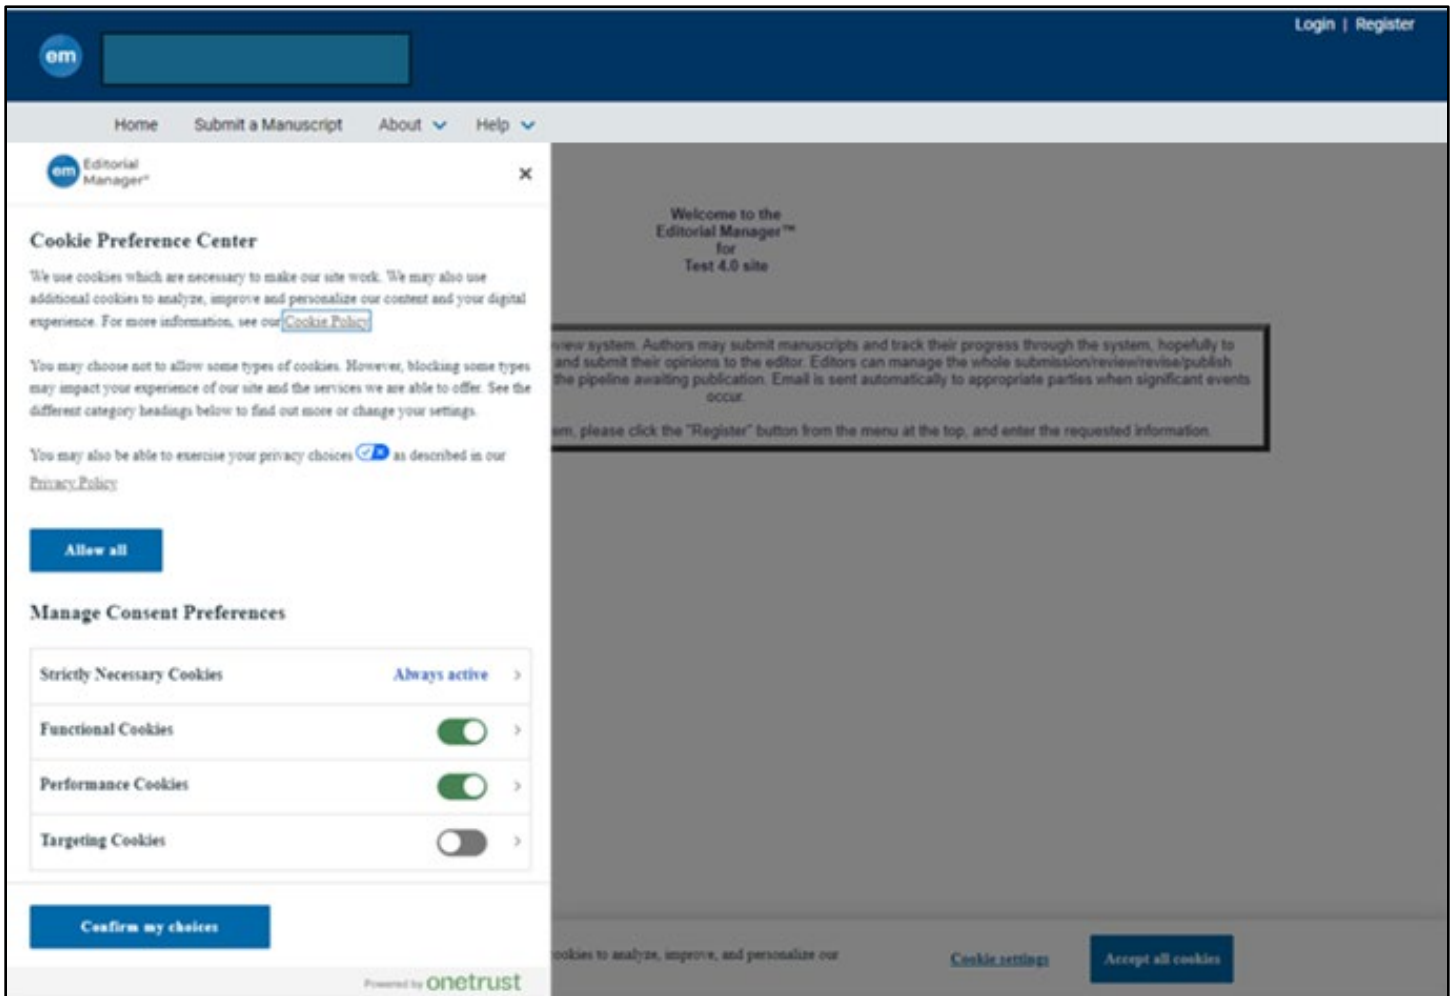 Login | Register
em
Home Submit a Manuscript About Help
em Editorial
Manager®
Cookie Preference Center
We use cookies which are necessary to make our site work. We may also use
additional cookies to analyze, improve and personalize our content and your digital
experience. For more information, see our Cookie Policy
You may choose not to allow some types of cookies. However, blocking some types
may impact your experience of our site and the services we are able to offer. See the
different category headings below to find out more or change your settings.
You may also be able to exercise your privacy choices as described in our
Privacy Policy
Allow all
Manage Consent Preferences
Strictly Necessary Cookies Always active
Functional Cookies
Performance Cookies
Targeting Cookies
Confirm my choices
Powered by onetrust
Welcome to the
Editorial Manager™
for
Test 4.0 site
view system. Authors may submit manuscripts and track their progress through the system, hopefully to
and submit their opinions to the editor. Editors can manage the whole submission/review/revise/publish
the pipeline awaiting publication. Email is sent automatically to appropriate parties when significant events
occur.
em, please click the "Register" button from the menu at the top, and enter the requested information.
cookies to analyze, improve, and personalize our
Cookie settings
Accept all cookies